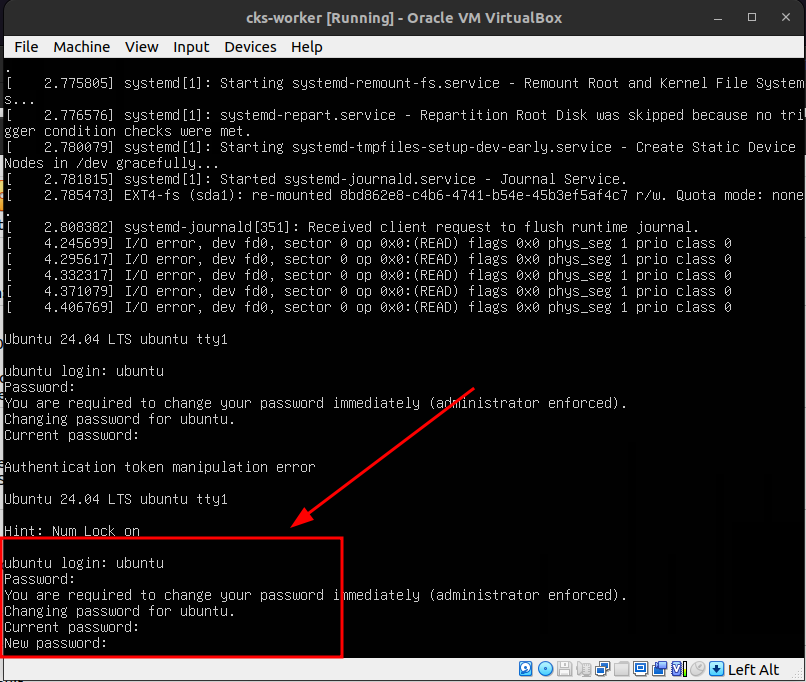 cks-worker [Running] - Oracle VM VirtualBox
File Machine View Input Devices Help
.
[    2.775805] systemd[1]: Starting systemd-remount-fs.service - Remount Root and Kernel File System
s...
[    2.776576] systemd[1]: systemd-repart.service - Repartition Root Disk was skipped because no tri
gger condition checks were met.
[    2.780079] systemd[1]: Starting systemd-tmpfiles-setup-dev-early.service - Create Static Device
Nodes in /dev gracefully...
[    2.781815] systemd[1]: Started systemd-journald.service - Journal Service.
[    2.785473] EXT4-fs (sda1): re-mounted 8bd862e8-c4b6-4741-b54e-45b3ef5af4c7 r/w. Quota mode: none
.
[    2.808382] systemd-journald[351]: Received client request to flush runtime journal.
[    4.245699] I/O error, dev fd0, sector 0 op 0x0:(READ) flags 0x0 phys_seg 1 prio class 0
[    4.295617] I/O error, dev fd0, sector 0 op 0x0:(READ) flags 0x0 phys_seg 1 prio class 0
[    4.332317] I/O error, dev fd0, sector 0 op 0x0:(READ) flags 0x0 phys_seg 1 prio class 0
[    4.371079] I/O error, dev fd0, sector 0 op 0x0:(READ) flags 0x0 phys_seg 1 prio class 0
[    4.406769] I/O error, dev fd0, sector 0 op 0x0:(READ) flags 0x0 phys_seg 1 prio class 0
Ubuntu 24.04 LTS ubuntu tty1
ubuntu login: ubuntu
Password:
You are required to change your password immediately (administrator enforced).
Changing password for ubuntu.
Current password:
Authentication token manipulation error
Ubuntu 24.04 LTS ubuntu tty1
Hint: Num Lock on
ubuntu login: ubuntu
Password:
You are required to change your password immediately (administrator enforced).
Changing password for ubuntu.
Current password:
New password:
Left Alt